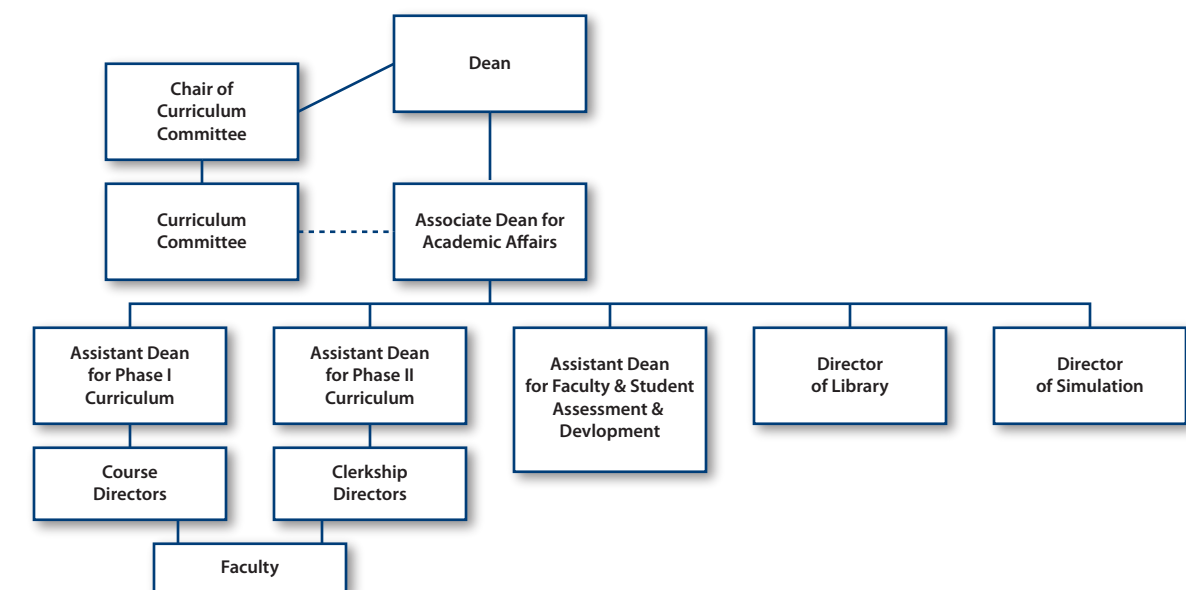 Dean
Chair of
Curriculum
Committee
Curriculum
Committee
Associate Dean for
Academic Affairs
Assistant Dean
for Phase I
Curriculum
Assistant Dean
for Phase II
Curriculum
Assistant Dean
for Faculty & Student
Assessment &
Devlopment
Director
of Library
Director
of Simulation
Course
Directors
Clerkship
Directors
Faculty